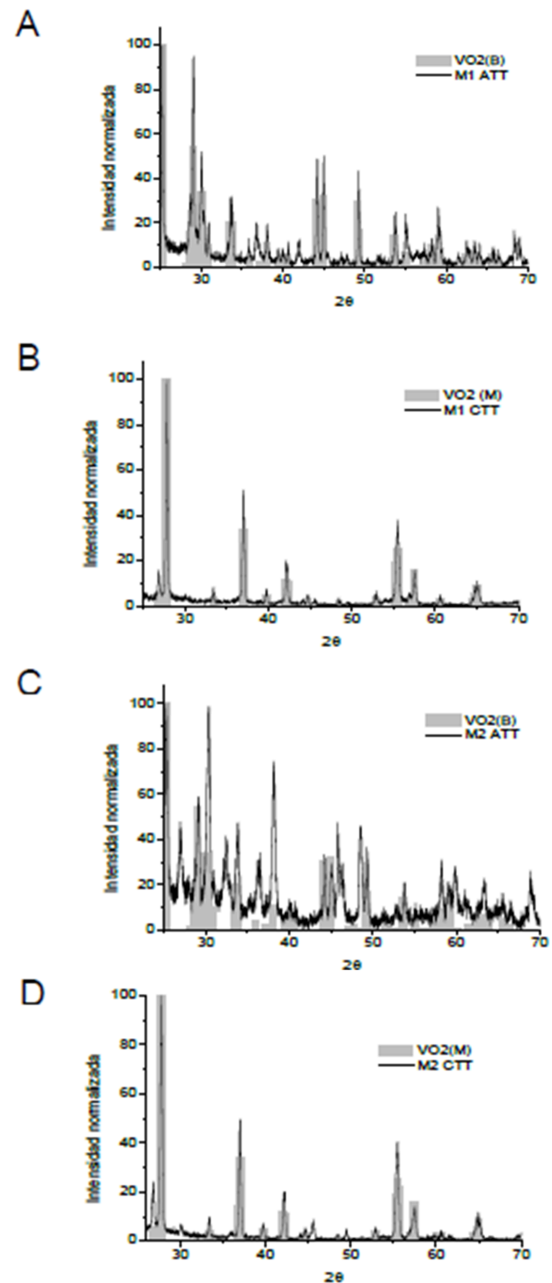 A
Intensidad normalizada
100
80
60
40
20
0
VO2(B)
M1 ATT
30 40 50 60 70
2θ
B
Intensidad normalizada
100
80
60
40
20
0
VO2 (M)
M1 CTT
30 40 50 60 70
2θ
C
Intensidad normalizada
100
80
60
40
20
0
VO2(B)
M2 ATT
30 40 50 60 70
2θ
D
Intensidad normalizada
100
80
60
40
20
0
VO2(M)
M2 CTT
30 40 50 60 70
2θ